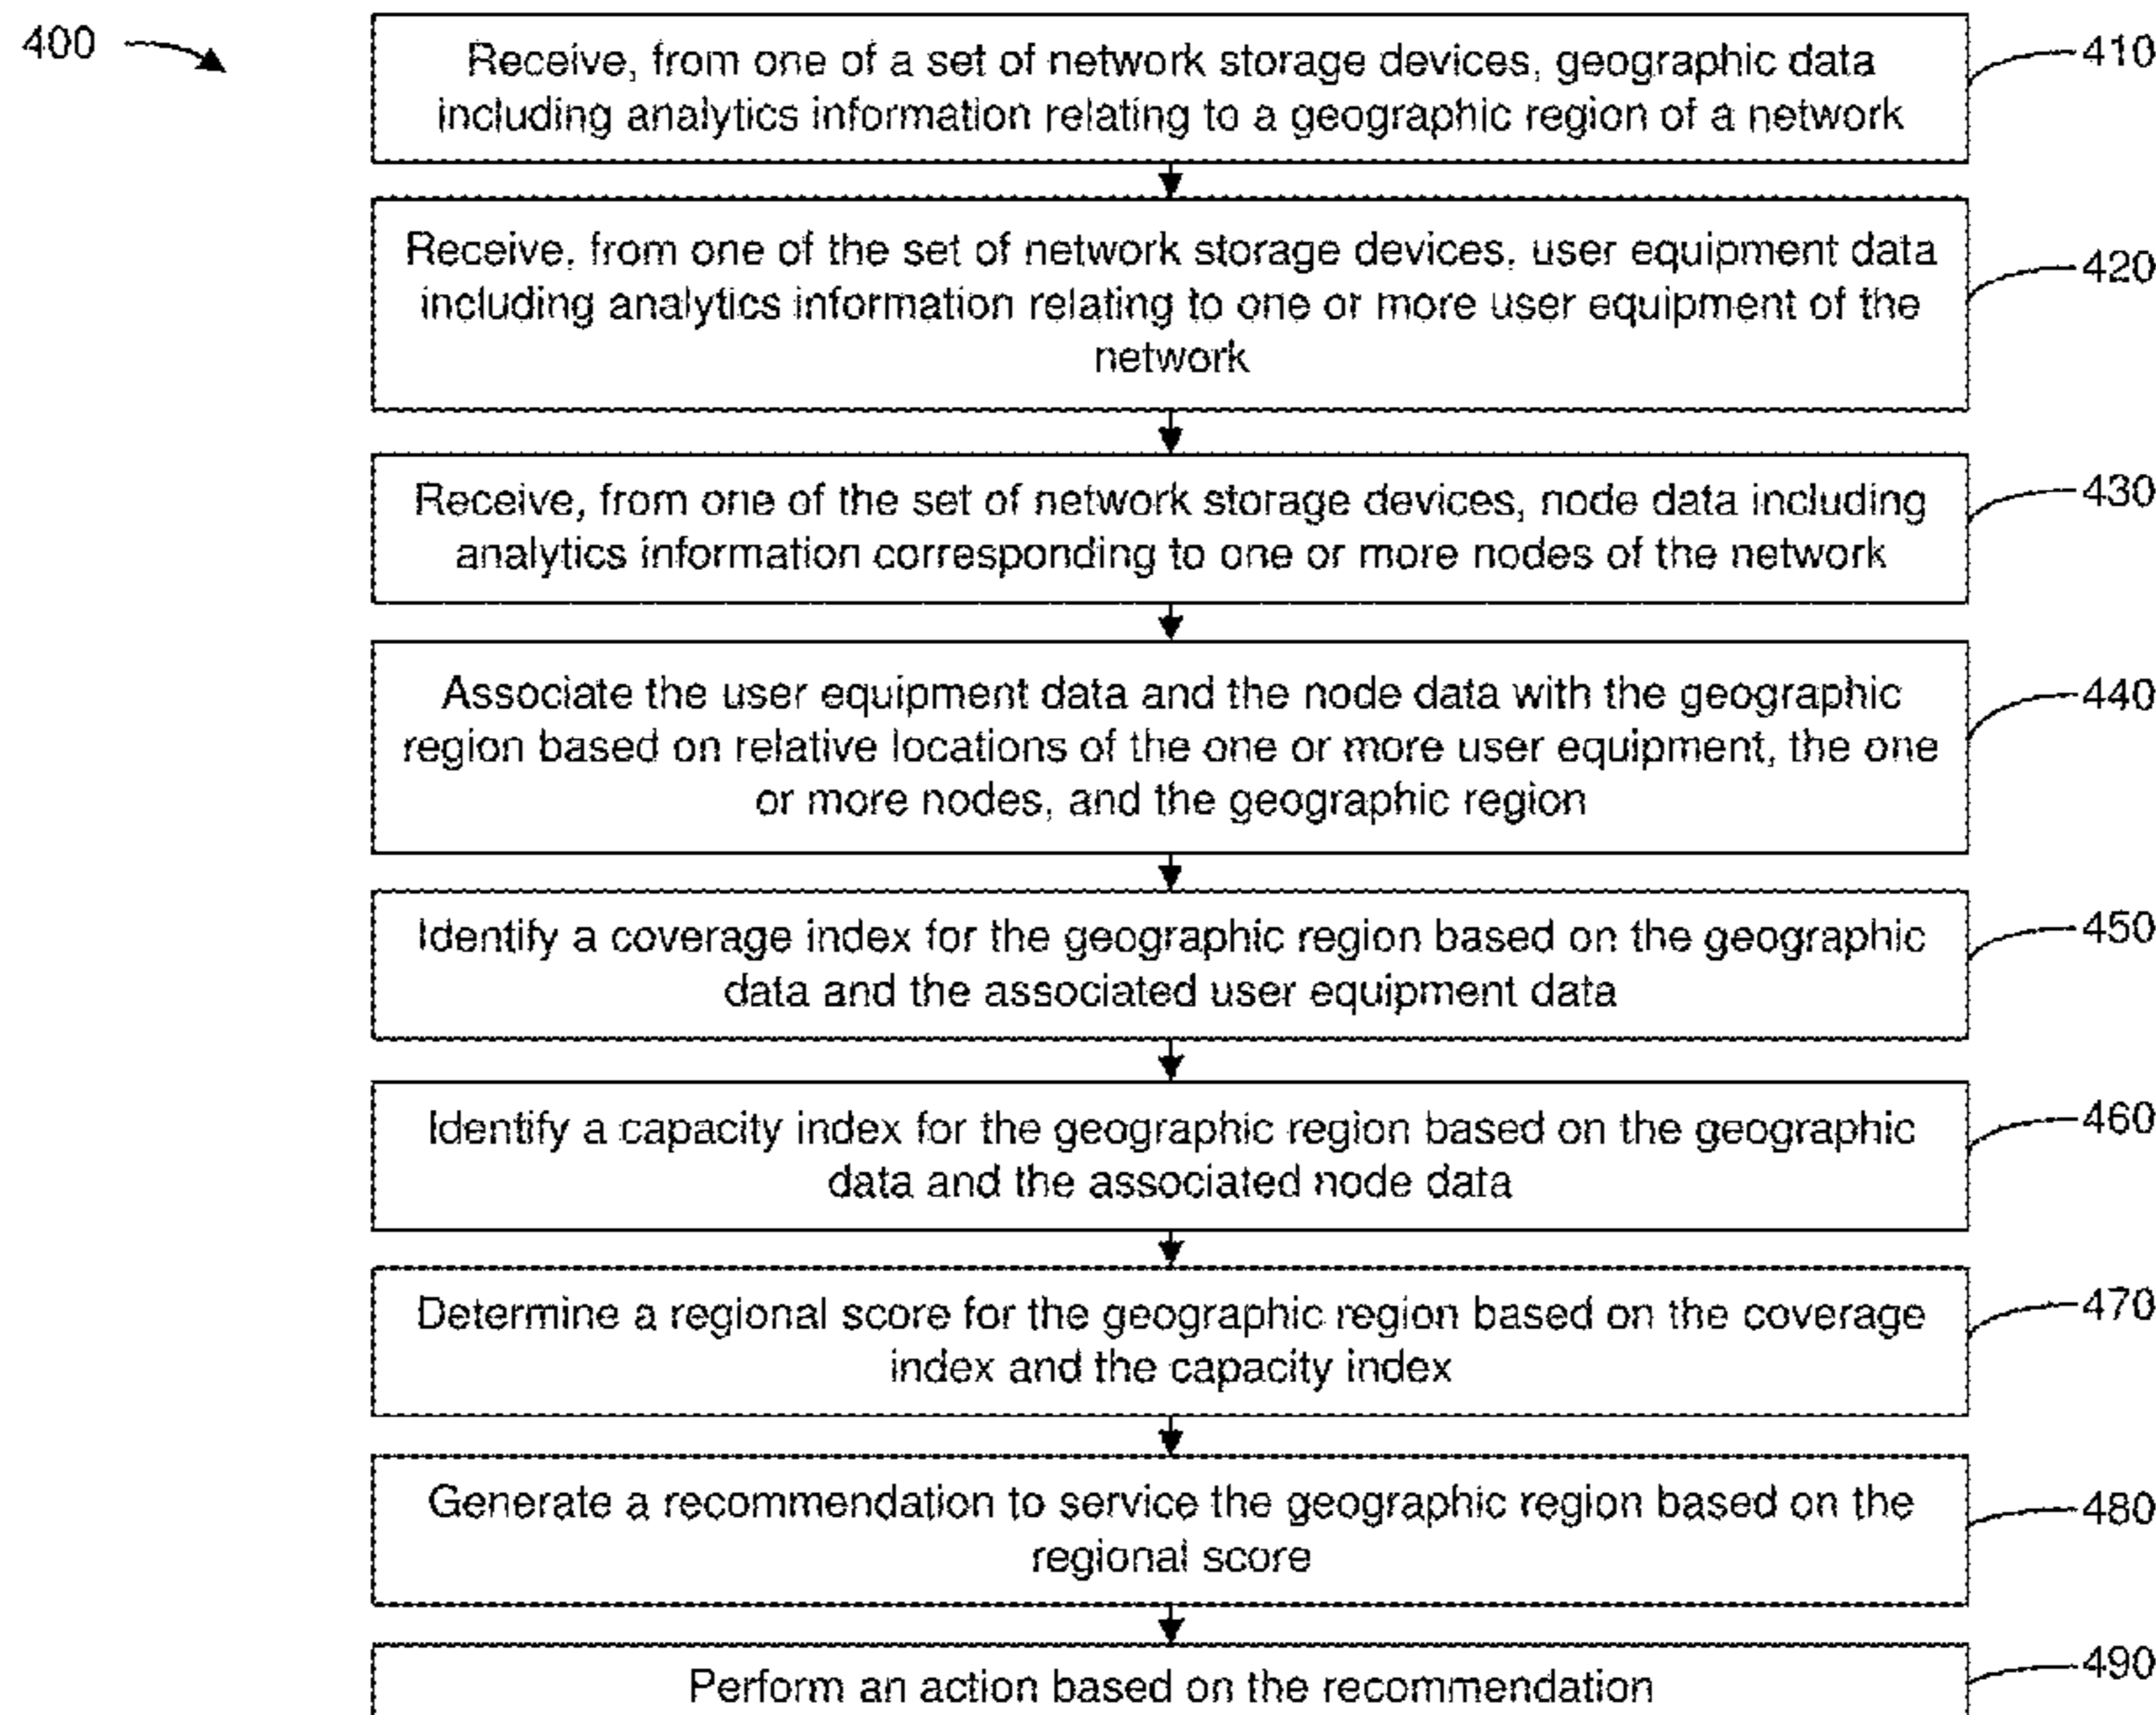 400
Receive, from one of a set of network storage devices, geographic data
including analytics information relating to a geographic region of a network
410
Receive, from one of the set of network storage devices, user equipment data
including analytics information relating to one or more user equipment of the
network
420
Receive, from one of the set of network storage devices, node data including
analytics information corresponding to one or more nodes of the network
430
Associate the user equipment data and the node data with the geographic
region based on relative locations of the one or more user equipment, the one
or more nodes, and the geographic region
440
Identify a coverage index for the geographic region based on the geographic
data and the associated user equipment data
450
Identify a capacity index for the geographic region based on the geographic
data and the associated node data
460
Determine a regional score for the geographic region based on the coverage
index and the capacity index
470
Generate a recommendation to service the geographic region based on the
regional score
480
Perform an action based on the recommendation
490